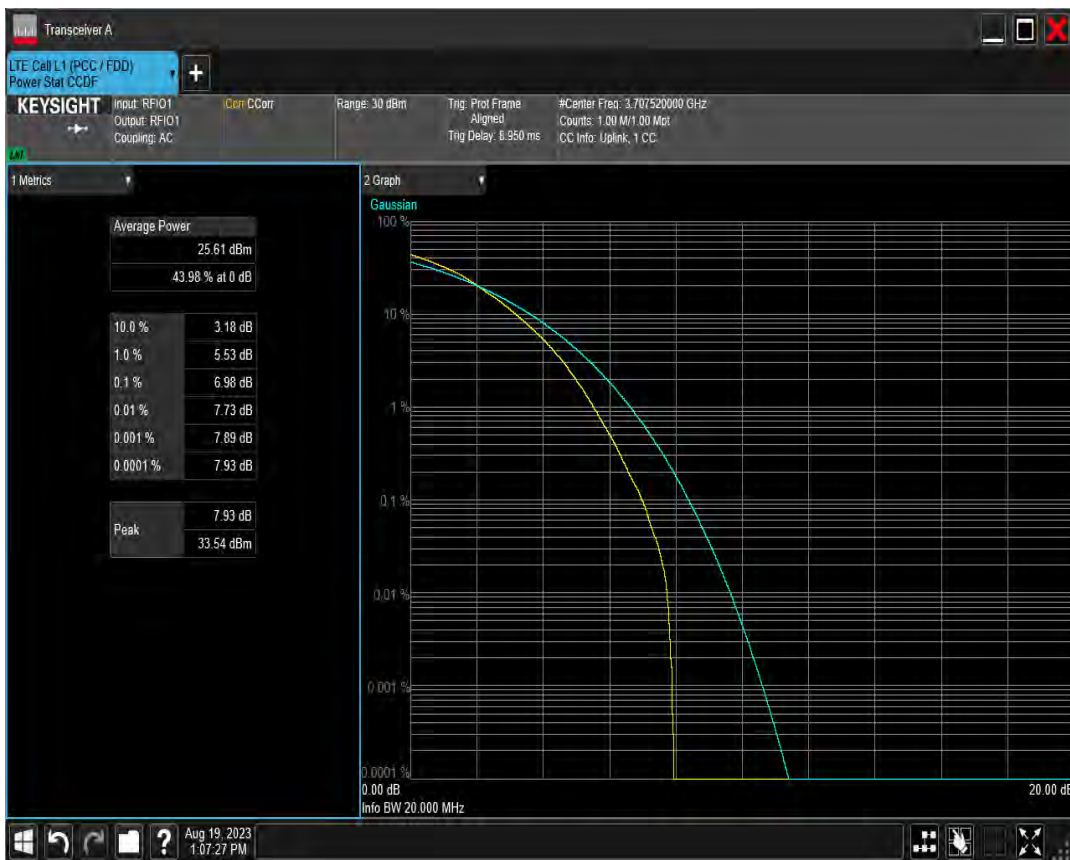 Transceiver A
LTE Cell L1 (PCC / FDD)
Power Stat CCDF
+
KEYSIGHT
Input: RFIO1
Output: RFIO1
Coupling: AC
Corr CCorr
Range: 30 dBm
Trig: Prot Frame
Aligned
Trig Delay: 8.950 ms
#Center Freq: 3.707520000 GHz
Counts: 1.00 M/1.00 Mpt
CC Info: Uplink, 1 CC
1 Metrics
Average Power
25.61 dBm
43.98 % at 0 dB
10.0 % 3.18 dB
1.0 % 5.53 dB
0.1 % 6.98 dB
0.01 % 7.73 dB
0.001 % 7.89 dB
0.0001 % 7.93 dB
Peak
7.93 dB
33.54 dBm
2 Graph
Gaussian
100 %
10 %
1 %
0.1 %
0.01 %
0.001 %
0.0001 %
0.00 dB
20.00 dB
Info BW 20.000 MHz
?
Aug 19, 2023
1:07:27 PM